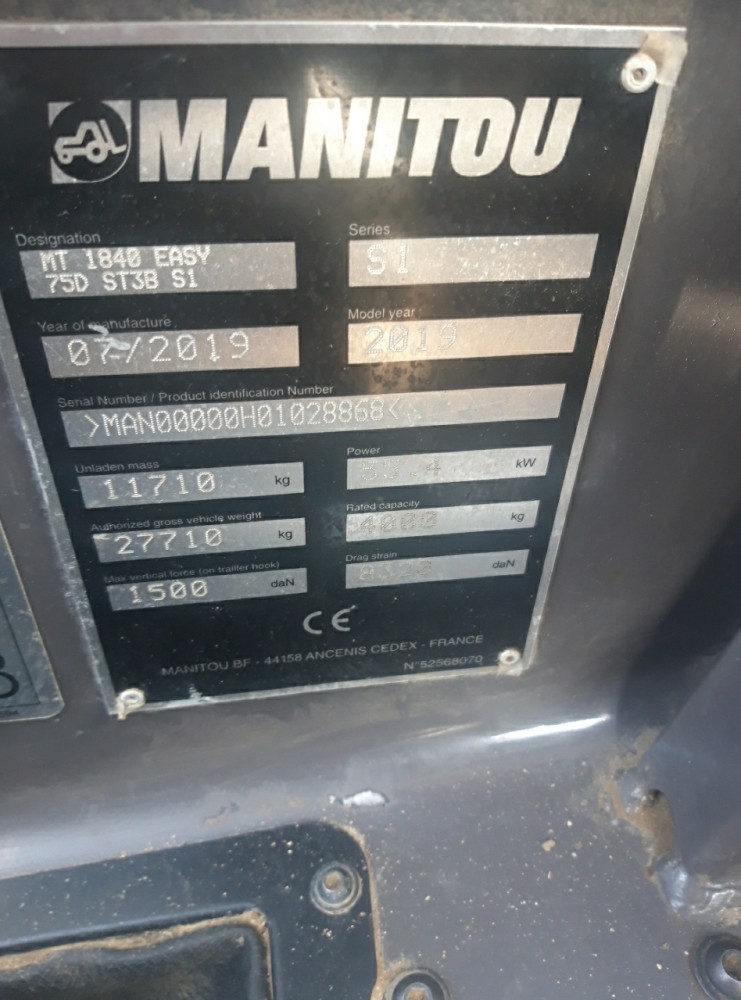 MANITOU
Designation
MT 1840 EASY
75D ST3B S1
Series
S1
Year of manufacture
07/2019
Model year
2019
Serial Number / Product identification Number
>MAN00000H01028868<
Unladen mass
11710 kg
Power
kW
Authorized gross vehicle weight
27710 kg
Rated capacity
4000 kg
Max vertical force (on trailler hook)
1500 daN
Drag strain
daN
CE
MANITOU BF - 44158 ANCENIS CEDEX - FRANCE
N°52568070